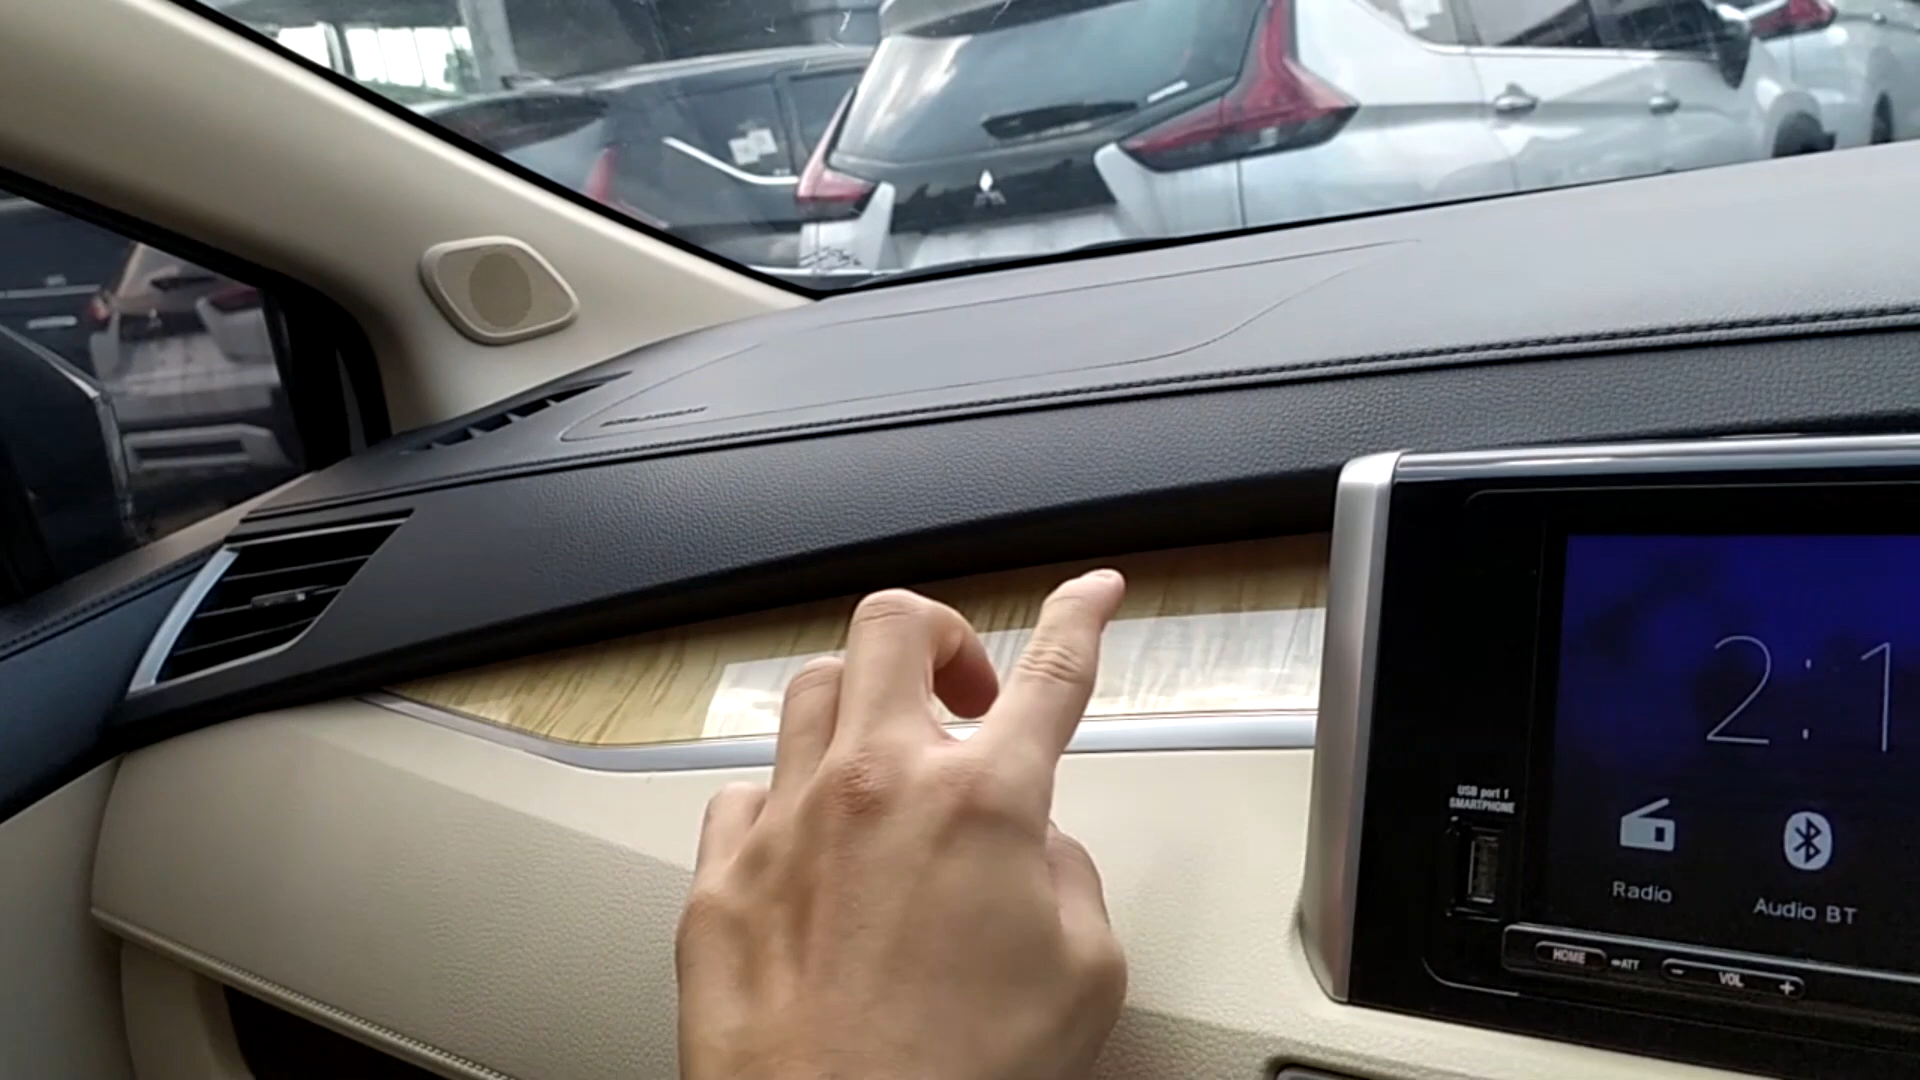 2:1
USB port 1
SMARTPHONE
Radio
Audio BT
HOME
ATT
− VOL +